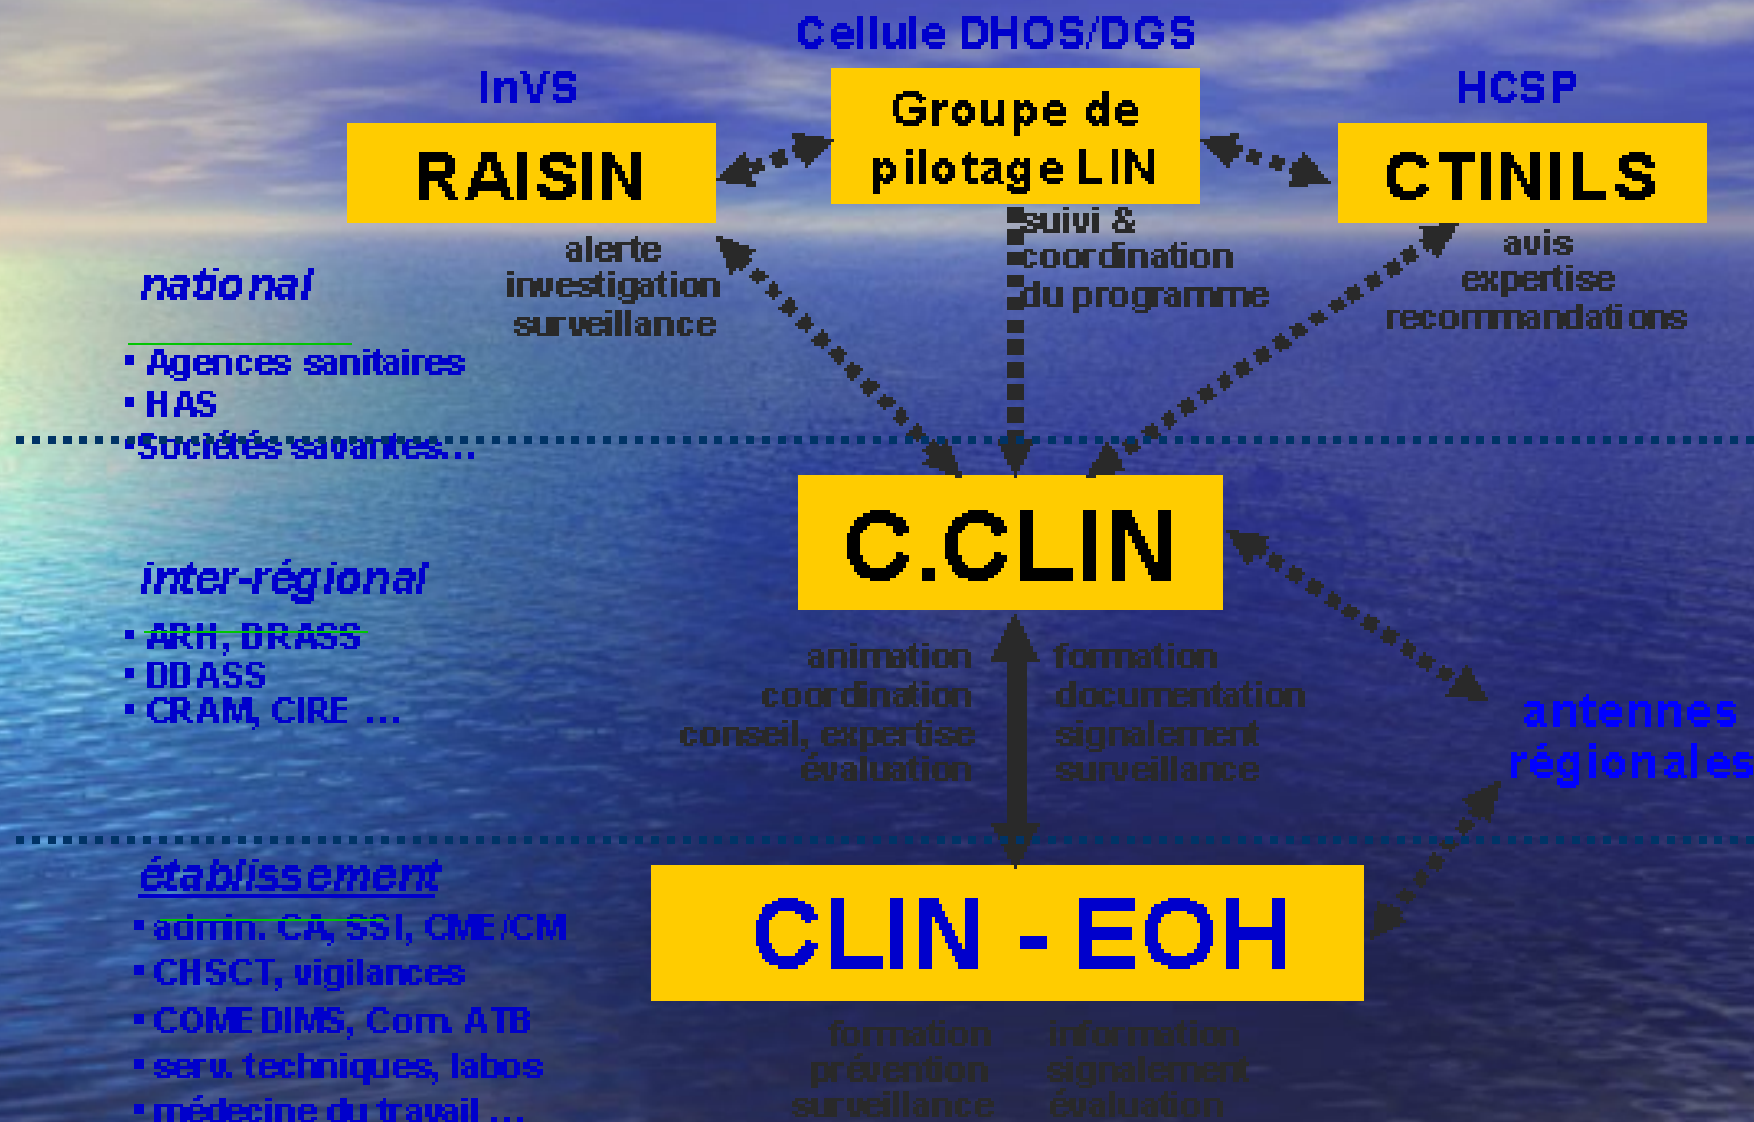 Cellule DHOS/DGS
InVS
HCSP
Groupe de
pilotage LIN
RAISIN
CTINILS
suivi &
coordination
du programme
alerte
investigation
surveillance
avis
expertise
recommandations
national
▪ Agences sanitaires
▪ HAS
▪Sociétés savantes...
C.CLIN
inter-régional
▪ ARH, DRASS
▪ DDASS
▪ CRAM, CIRE ...
animation
coordination
conseil, expertise
évaluation
formation
documentation
signalement
surveillance
antennes
régionales
établissement
▪ admin. CA, SSI, CME/CM
▪ CHSCT, vigilances
▪ COMEDIMS, Com. ATB
▪ serv. techniques, labos
▪ médecine du travail ...
CLIN - EOH
formation
prévention
surveillance
information
signalement
évaluation